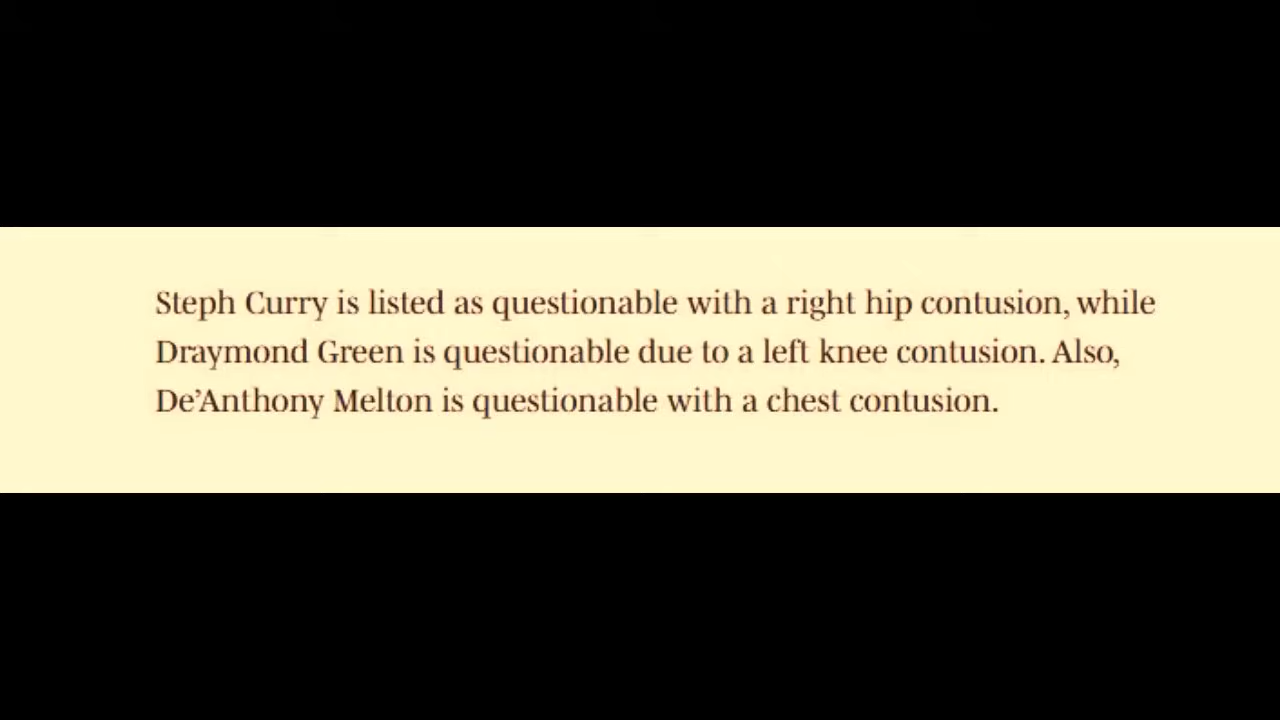 Steph Curry is listed as questionable with a right hip contusion, while
Draymond Green is questionable due to a left knee contusion. Also,
De’Anthony Melton is questionable with a chest contusion.